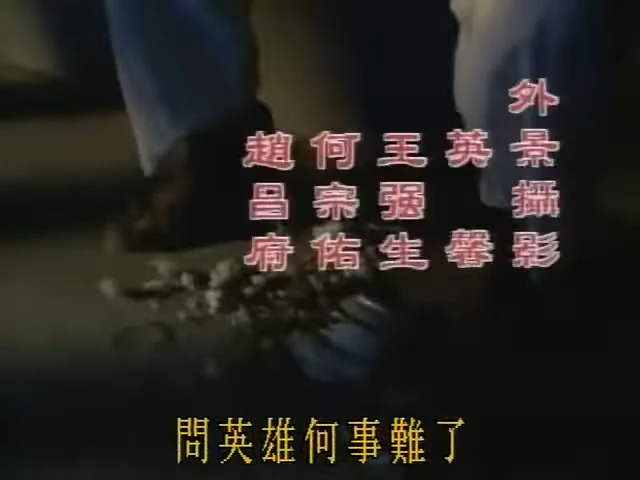 外景攝影
英馨
王强生
何宗佑
趙呂府
問英雄何事難了